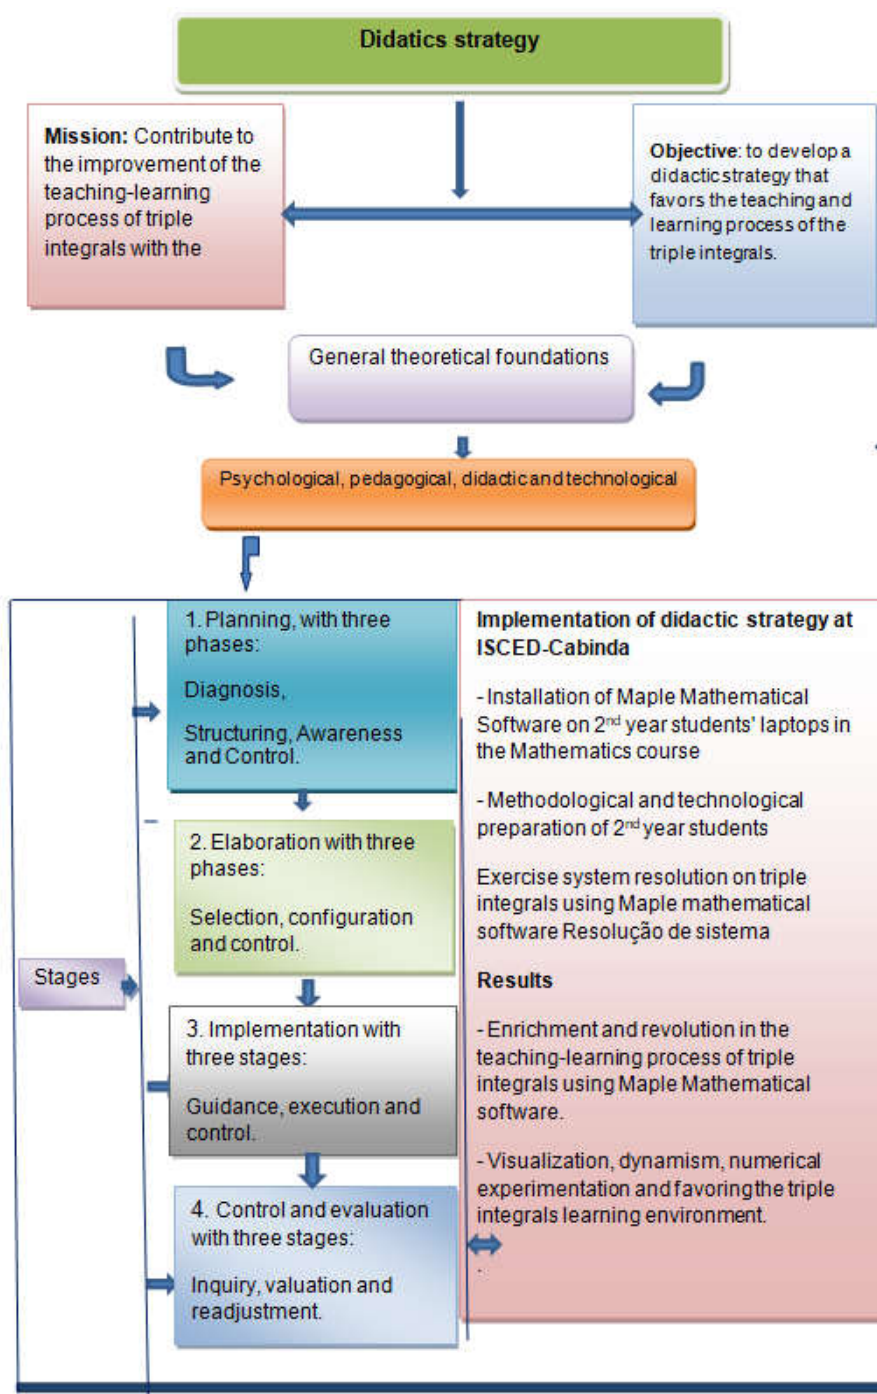 Didatics strategy
Mission: Contribute to
the improvement of the
teaching-learning
process of triple
integrals with the
Objective: to develop a
didactic strategy that
favors the teaching and
learning process of the
triple integrals.
General theoretical foundations
Psychological, pedagogical, didactic and technological
Stages
1. Planning, with three
phases:
Diagnosis,
Structuring, Awareness
and Control.
2. Elaboration with three
phases:
Selection, configuration
and control.
3. Implementation with
three stages:
Guidance, execution and
control.
4. Control and evaluation
with three stages:
Inquiry, valuation and
readjustment.
Implementation of didactic strategy at
ISCED-Cabinda
- Installation of Maple Mathematical
Software on 2nd year students' laptops in
the Mathematics course
- Methodological and technological
preparation of 2nd year students
Exercise system resolution on triple
integrals using Maple mathematical
software Resolução de sistema
Results
- Enrichment and revolution in the
teaching-learning process of triple
integrals using Maple Mathematical
software.
- Visualization, dynamism, numerical
experimentation and favoring the triple
integrals learning environment.
.